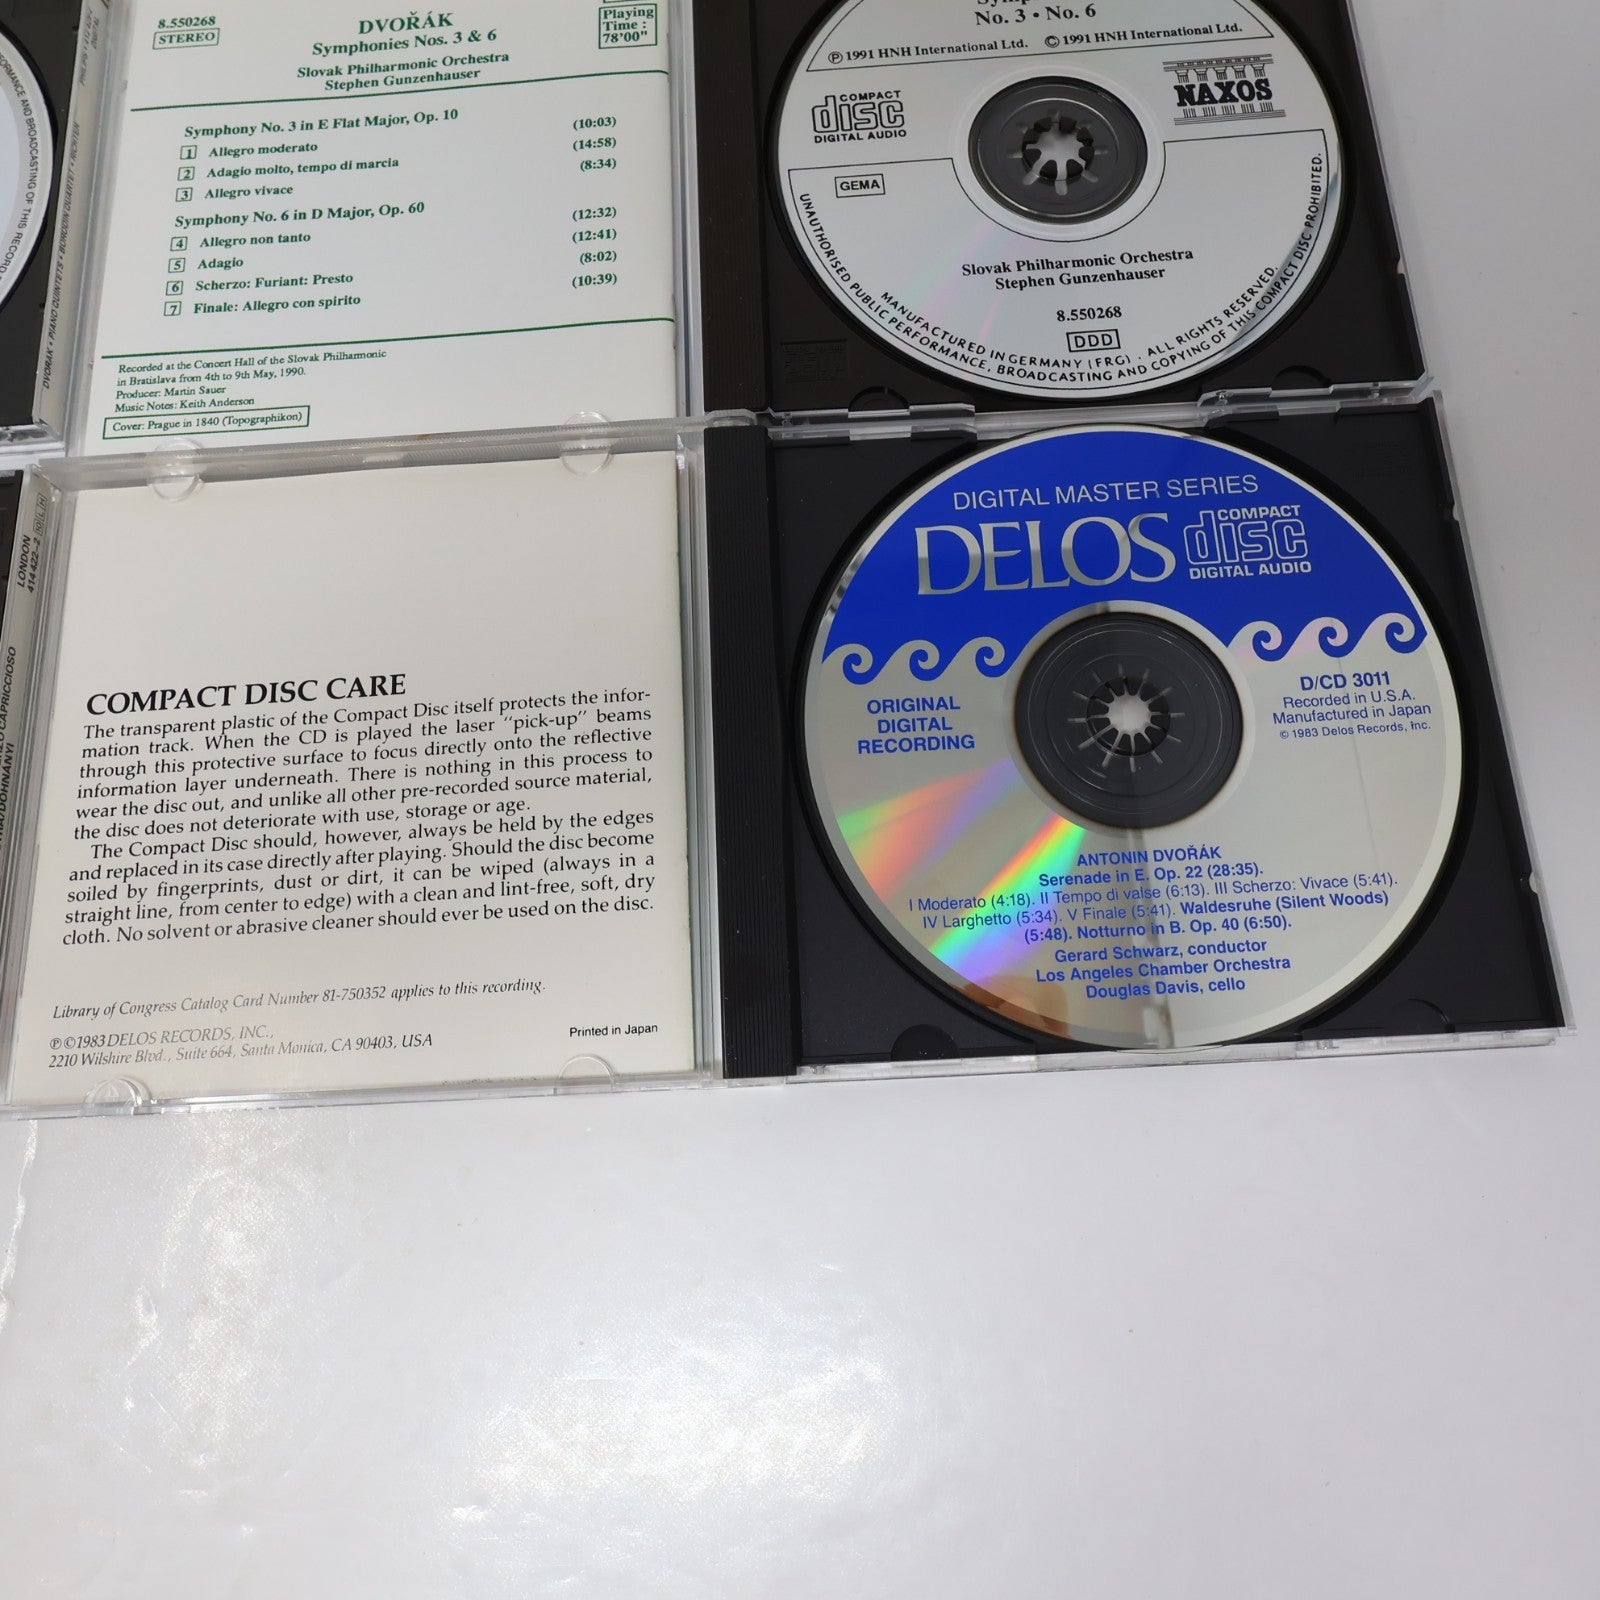 8.550268
STEREO
DVOŘÁK
Symphonies Nos. 3 & 6
Slovak Philharmonic Orchestra
Stephen Gunzenhauser
Playing
Time :
78'00"
Symphony No. 3 in E Flat Major, Op. 10
1 Allegro moderato (10:03)
2 Adagio molto, tempo di marcia (14:58)
3 Allegro vivace (8:34)
Symphony No. 6 in D Major, Op. 60
4 Allegro non tanto (12:32)
5 Adagio (12:41)
6 Scherzo: Furiant: Presto (8:02)
7 Finale: Allegro con spirito (10:39)
Recorded at the Concert Hall of the Slovak Philharmonic
in Bratislava from 4th to 9th May, 1990.
Producer: Martin Sauer
Music Notes: Keith Anderson
Cover: Prague in 1840 (Topographikon)
No. 3 • No. 6
℗ 1991 HNH International Ltd. © 1991 HNH International Ltd.
COMPACT
disc
DIGITAL AUDIO
NAXOS
GEMA
Slovak Philharmonic Orchestra
Stephen Gunzenhauser
8.550268
DDD
UNAUTHORISED PUBLIC PERFORMANCE, BROADCASTING AND COPYING OF THIS COMPACT DISC PROHIBITED.
MANUFACTURED IN GERMANY (FRG) . ALL RIGHTS RESERVED.
AND BROADCASTING OF THIS RECORD
DVORAK • PIANO QUINTETS • BORODIN QUARTET • RICHTER
LONDON
414 422-2
CAPRICCIOSO
DOHNANYI
COMPACT DISC CARE
The transparent plastic of the Compact Disc itself protects the infor-
mation track. When the CD is played the laser "pick-up" beams
through this protective surface to focus directly onto the reflective
information layer underneath. There is nothing in this process to
wear the disc out, and unlike all other pre-recorded source material,
the disc does not deteriorate with use, storage or age.
The Compact Disc should, however, always be held by the edges
and replaced in its case directly after playing. Should the disc become
soiled by fingerprints, dust or dirt, it can be wiped (always in a
straight line, from center to edge) with a clean and lint-free, soft, dry
cloth. No solvent or abrasive cleaner should ever be used on the disc.
Library of Congress Catalog Card Number 81-750352 applies to this recording.
℗©1983 DELOS RECORDS, INC.,
2210 Wilshire Blvd., Suite 664, Santa Monica, CA 90403, USA
Printed in Japan
DIGITAL MASTER SERIES
DELOS
COMPACT
disc
DIGITAL AUDIO
ORIGINAL
DIGITAL
RECORDING
D/CD 3011
Recorded in U.S.A.
Manufactured in Japan
© 1983 Delos Records, Inc.
ANTONIN DVOŘÁK
Serenade in E. Op. 22 (28:35).
I Moderato (4:18). II Tempo di valse (6:13). III Scherzo: Vivace (5:41).
IV Larghetto (5:34). V Finale (5:41). Waldesruhe (Silent Woods)
(5:48). Notturno in B. Op. 40 (6:50).
Gerard Schwarz, conductor
Los Angeles Chamber Orchestra
Douglas Davis, cello